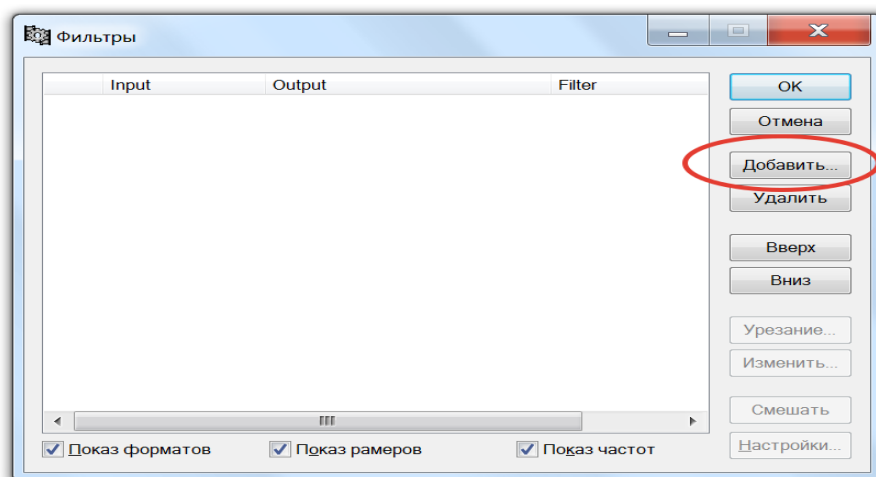 Фильтры
Input Output Filter
OK
Отмена
Добавить...
Удалить
Вверх
Вниз
Урезание...
Изменить...
Смешать
Настройки...
Показ форматов Показ рамеров Показ частот